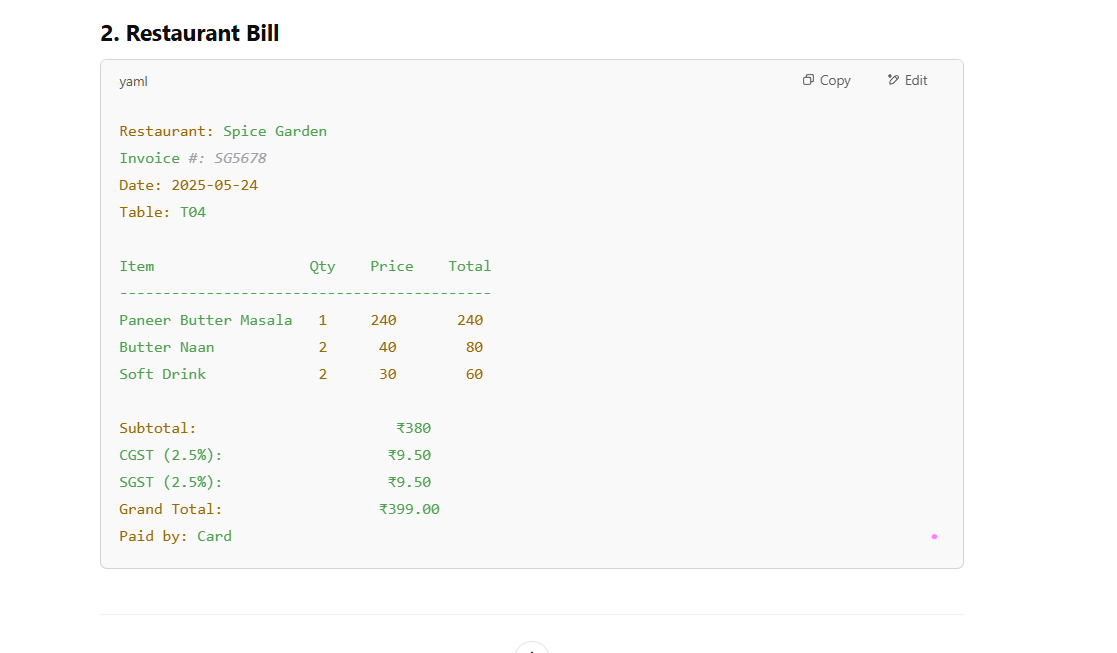 2. Restaurant Bill
yaml Copy Edit
Restaurant: Spice Garden
Invoice #: SG5678
Date: 2025-05-24
Table: T04
Item Qty Price Total
-------------------------------------------
Paneer Butter Masala 1 240 240
Butter Naan 2 40 80
Soft Drink 2 30 60
Subtotal: ₹380
CGST (2.5%): ₹9.50
SGST (2.5%): ₹9.50
Grand Total: ₹399.00
Paid by: Card